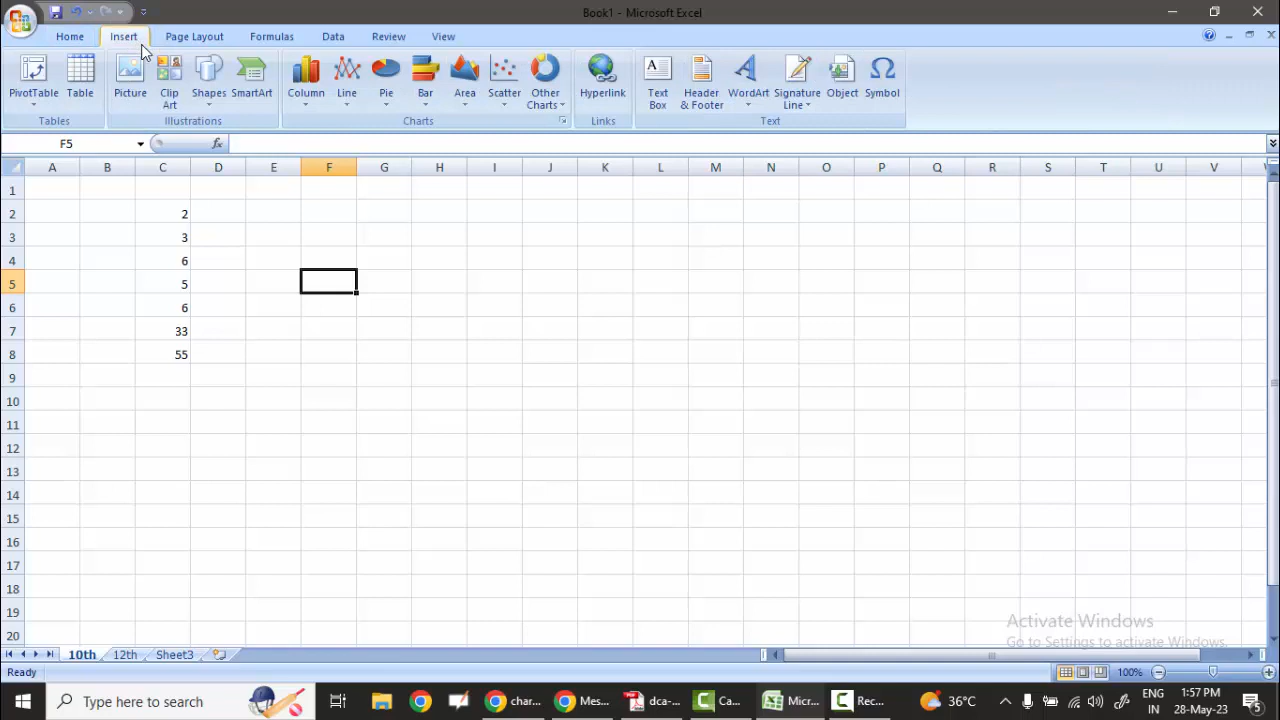 Book1 - Microsoft Excel
Home Insert Page Layout Formulas Data Review View
PivotTable Table Picture Clip Art Shapes SmartArt Column Line Pie Bar Area Scatter Other Charts Hyperlink Text Box Header & Footer WordArt Signature Line Object Symbol
Tables Illustrations Charts Links Text
F5 fx
A B C D E F G H I J K L M N O P Q R S T U V
1
2 2
3 3
4 6
5 5
6 6
7 33
8 55
9
10
11
12
13
14
15
16
17
18
19
20
Activate Windows
Go to Settings to activate Windows.
10th 12th Sheet3
Ready 100%
Type here to search char... Mes... dca-... Ca... Micr... Rec... 36°C ENG IN 1:57 PM 28-May-23 5